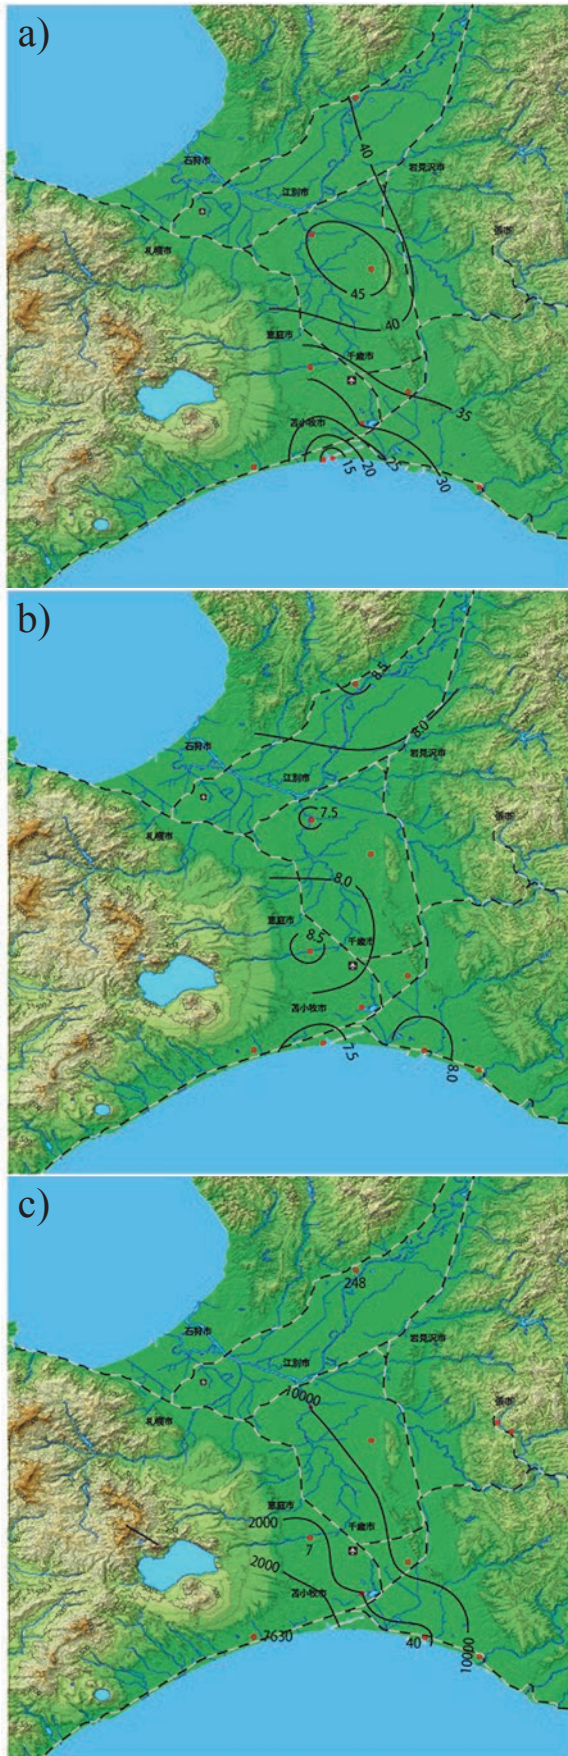 a)
40
石狩市
江別市
岩見沢市
札幌市
45
40
恵庭市
千歳市
35
苫小牧市
15
20
25
30
b)
8.5
8.0
石狩市
江別市
岩見沢市
7.5
札幌市
8.0
恵庭市
8.5
千歳市
苫小牧市
7.5
8.0
c)
248
石狩市
江別市
岩見沢市
10000
札幌市
恵庭市
2000
千歳市
7
2000
苫小牧市
7630
40
10000